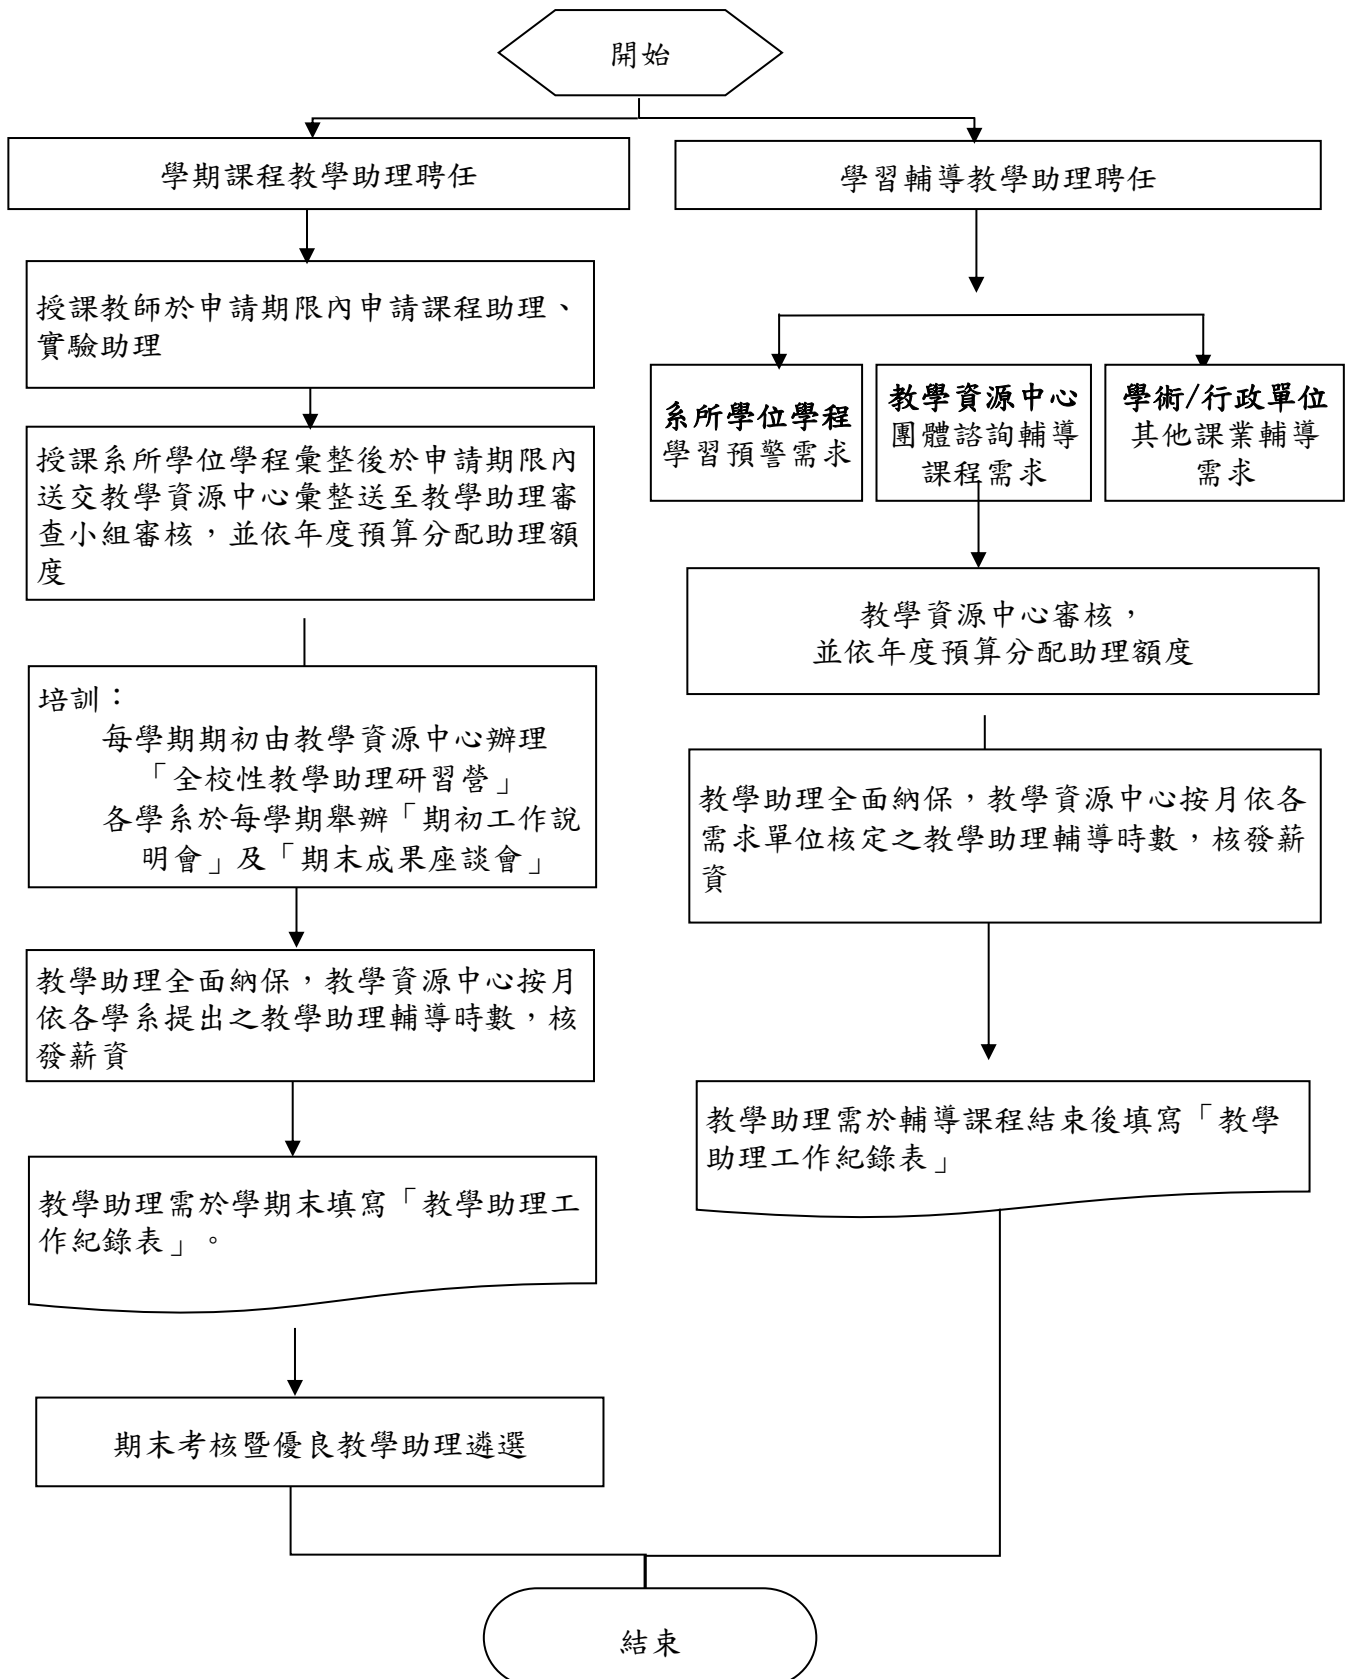 開始
學期課程教學助理聘任
授課教師於申請期限內申請課程助理、
實驗助理
授課系所學位學程彙整後於申請期限內
送交教學資源中心彙整送至教學助理審
查小組審核，並依年度預算分配助理額
度
培訓：
每學期期初由教學資源中心辦理
「全校性教學助理研習營」
各學系於每學期舉辦「期初工作說
明會」及「期末成果座談會」
教學助理全面納保，教學資源中心按月
依各學系提出之教學助理輔導時數，核
發薪資
教學助理需於學期末填寫「教學助理工
作紀錄表」。
期末考核暨優良教學助理遴選
學習輔導教學助理聘任
系所學位學程
學習預警需求
教學資源中心
團體諮詢輔導
課程需求
學術/行政單位
其他課業輔導
需求
教學資源中心審核，
並依年度預算分配助理額度
教學助理全面納保，教學資源中心按月依各
需求單位核定之教學助理輔導時數，核發薪
資
教學助理需於輔導課程結束後填寫「教學
助理工作紀錄表」
結束